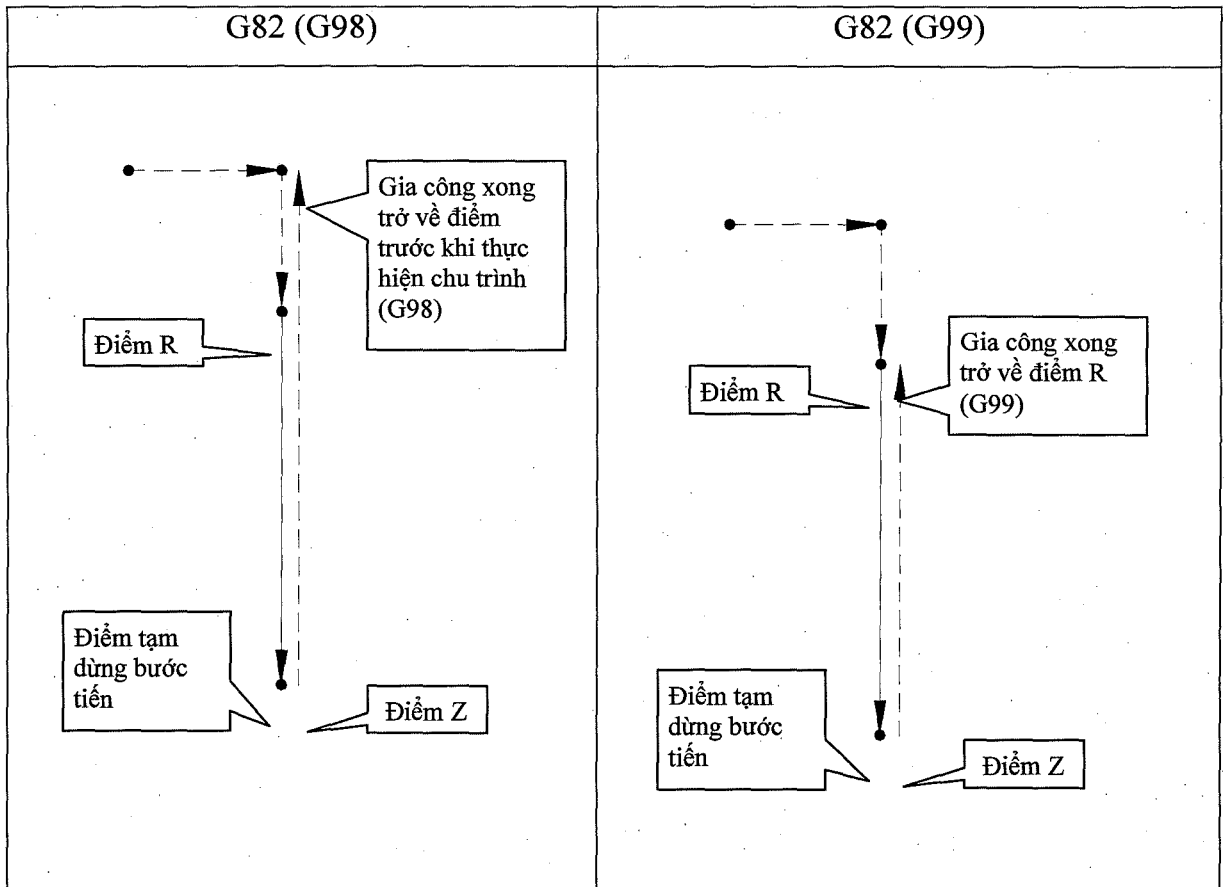 G82 (G98)
G82 (G99)
Gia công xong
trở về điểm
trước khi thực
hiện chu trình
(G98)
Điểm R
Điểm tạm
dừng bước
tiến
Điểm Z
Gia công xong
trở về điểm R
(G99)
Điểm R
Điểm tạm
dừng bước
tiến
Điểm Z